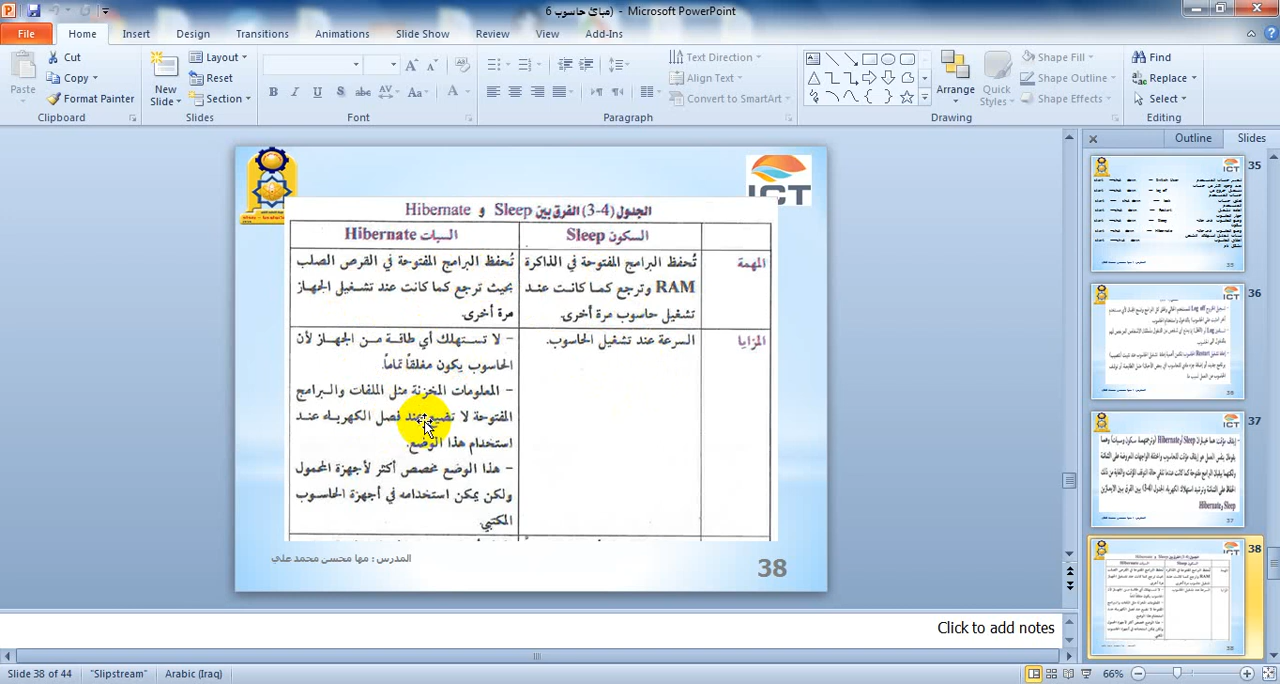 مبائ حاسوب 6) - Microsoft PowerPoint
File Home Insert Design Transitions Animations Slide Show Review View Add-Ins
Paste
Cut
Copy
Format Painter
Clipboard
New Slide
Layout
Reset
Section
Slides
Font
Text Direction
Align Text
Convert to SmartArt
Paragraph
Arrange
Quick Styles
Shape Fill
Shape Outline
Shape Effects
Drawing
Find
Replace
Select
Editing
ICT
الجدول (4-3) الفرق بين Sleep و Hibernate
السكون Sleep
السبات Hibernate
المهمة
تُحفظ البرامج المفتوحة في الذاكرة
RAM وترجع كما كانت عند
تشغيل حاسوب مرة أخرى.
تُحفظ البرامج المفتوحة في القرص الصلب
بحيث ترجع كما كانت عند تشغيل الجهاز
مرة أخرى.
المزايا
السرعة عند تشغيل الحاسوب.
- لا تستهلك أي طاقة من الجهاز لأن
الحاسوب يكون مغلقاً تماماً.
- المعلومات المخزنة مثل الملفات والبرامج
المفتوحة لا تضيع عند فصل الكهرباء عند
استخدام هذا الوضع.
- هذا الوضع مخصص أكثر لأجهزة المحمول
ولكن يمكن استخدامه في أجهزة الحاسوب
المكتبي.
المدرس : مها محسن محمد علي
38
Click to add notes
Outline Slides
35
36
37
38
Slide 38 of 44 "Slipstream" Arabic (Iraq)
66%